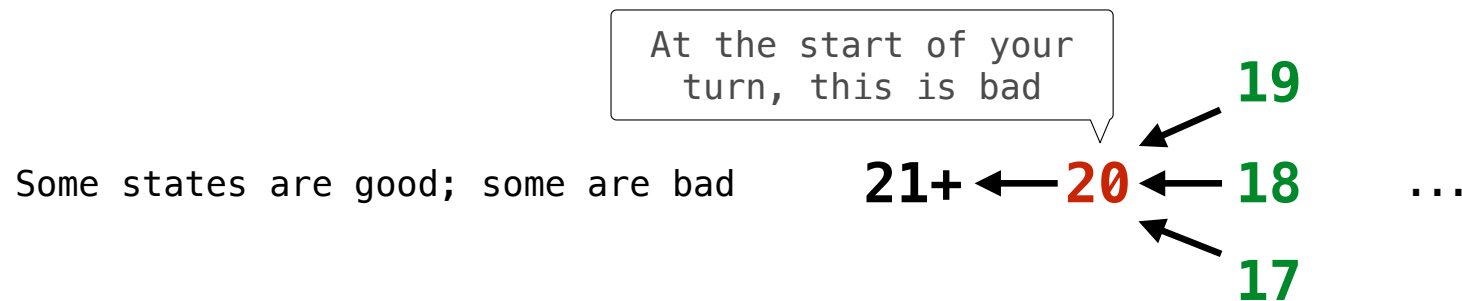 At the start of your
turn, this is bad
19
Some states are good; some are bad 21+ 20 18 ...
17